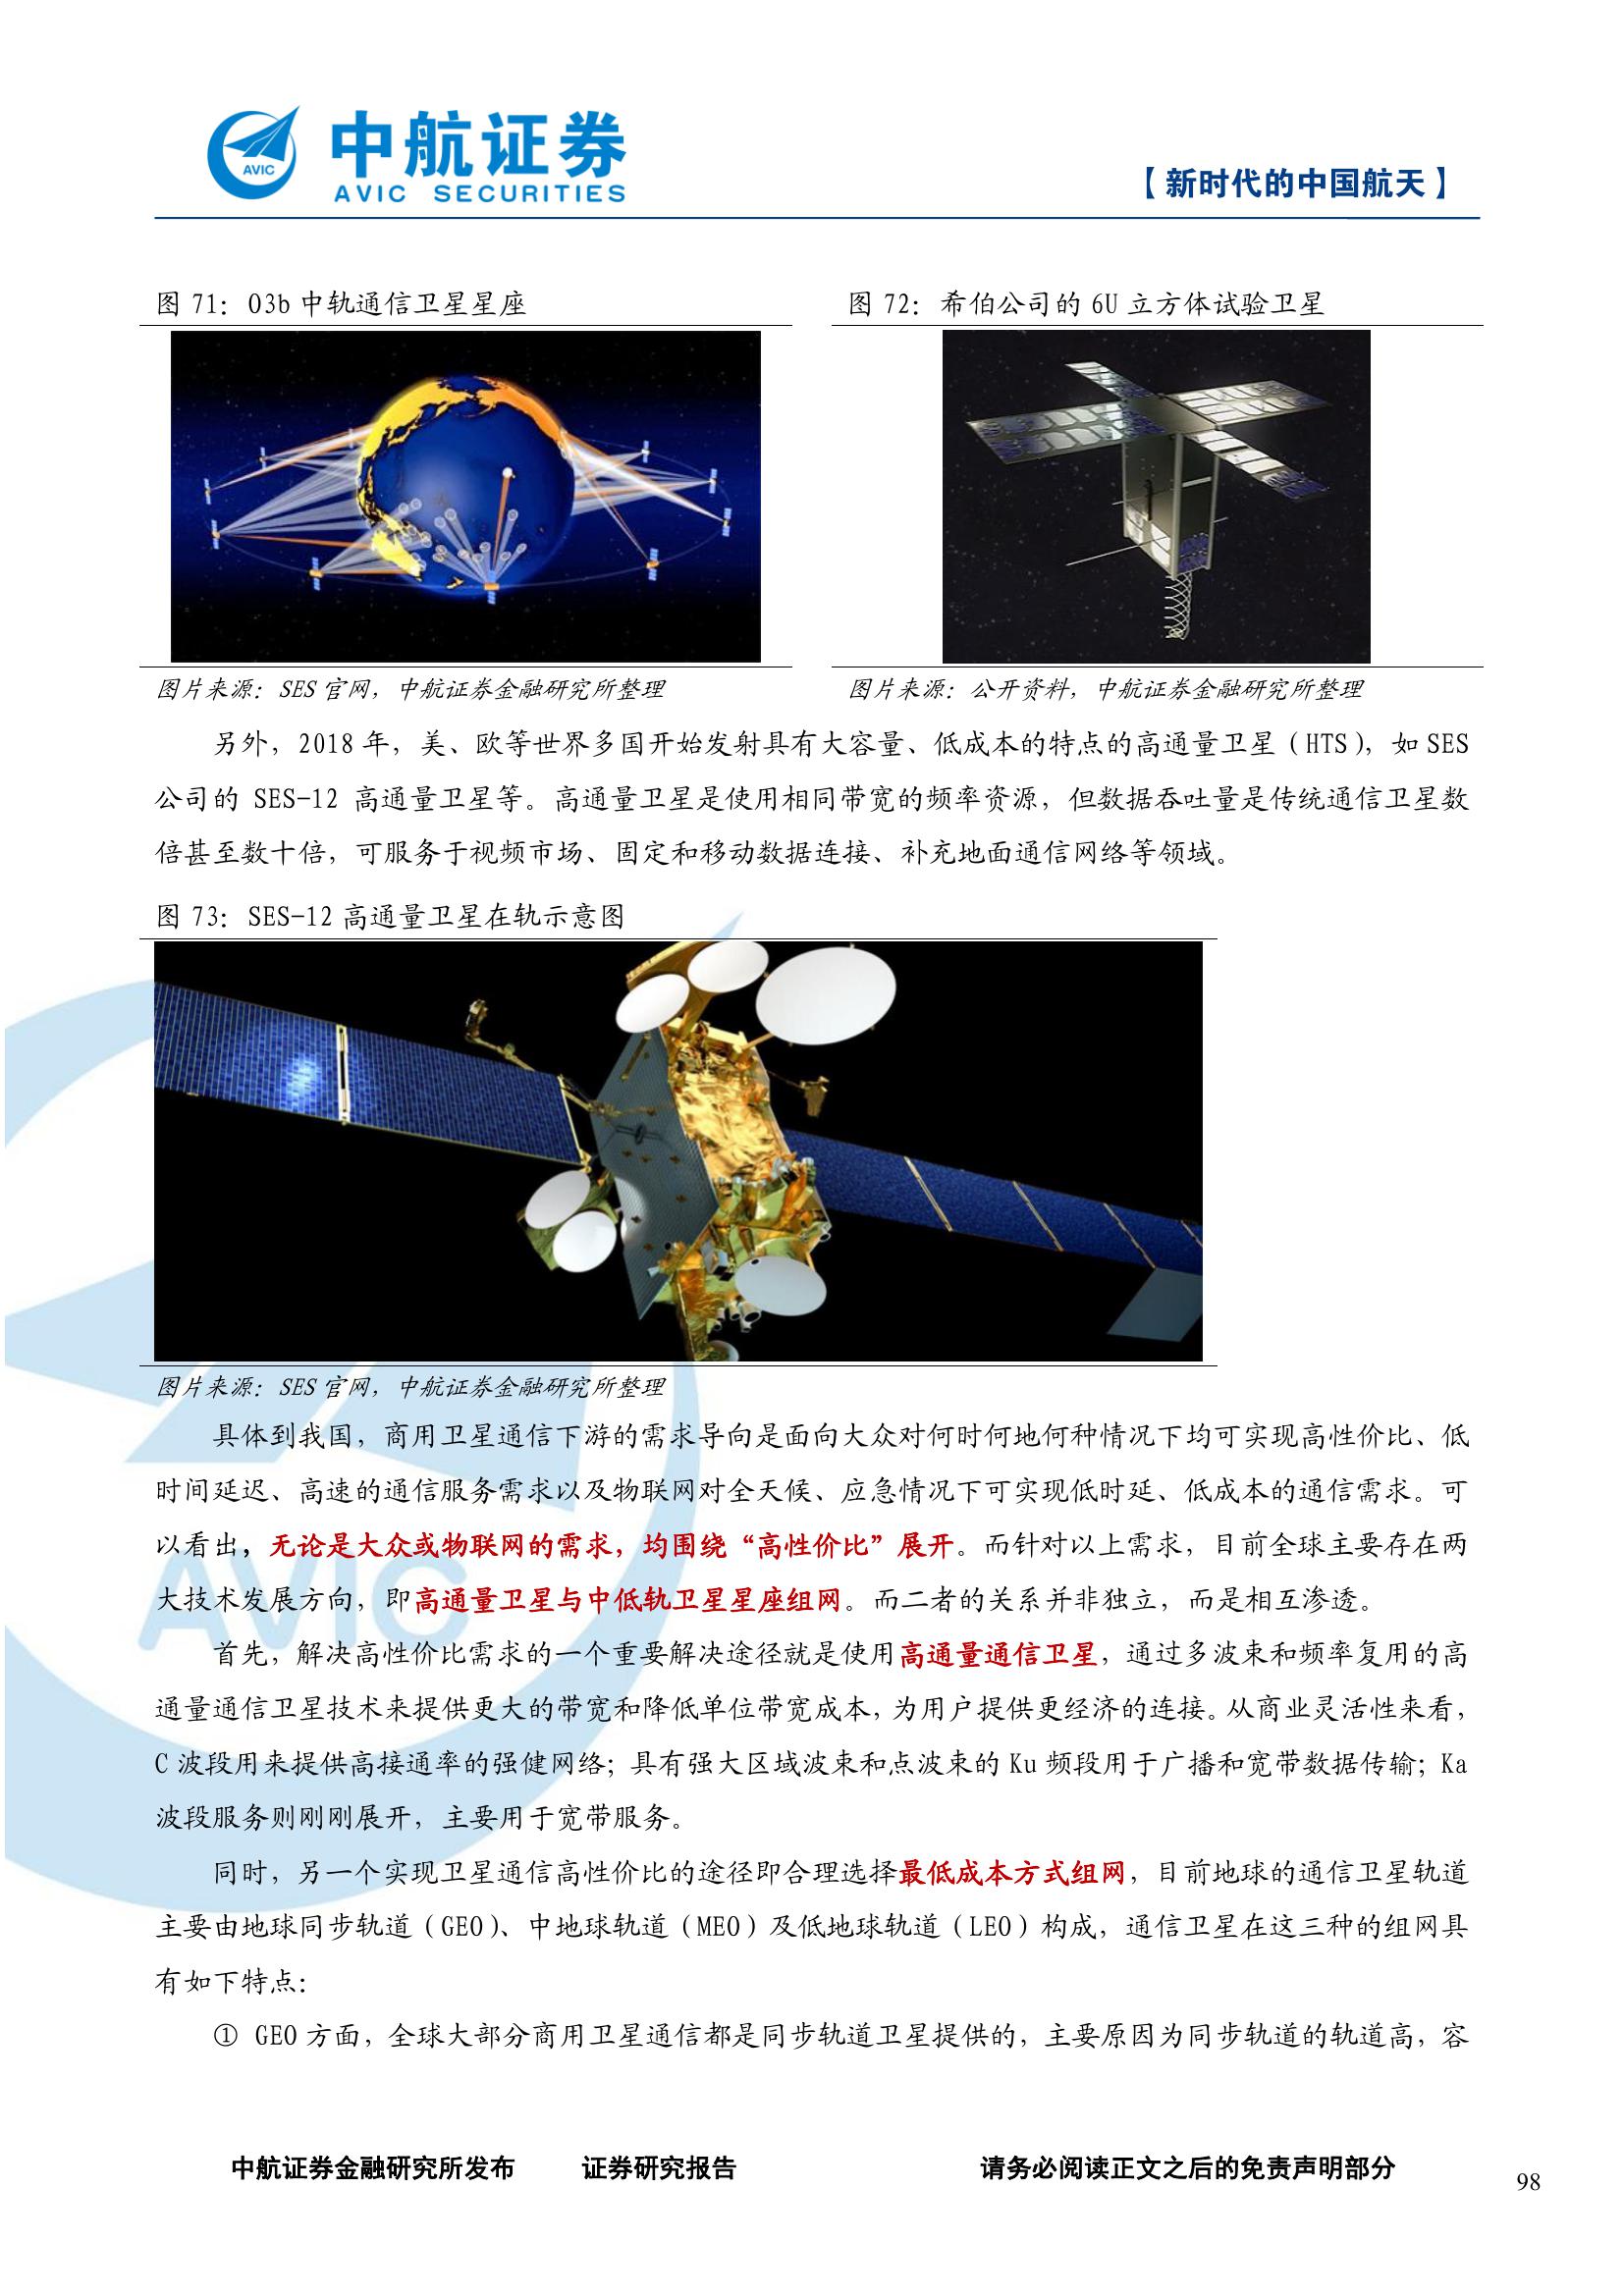 AVIC
中航证券
AVIC SECURITIES
【新时代的中国航天】
图 71：O3b 中轨通信卫星星座
图 72：希伯公司的 6U 立方体试验卫星
图片来源：SES 官网，中航证券金融研究所整理
图片来源：公开资料，中航证券金融研究所整理
另外，2018 年，美、欧等世界多国开始发射具有大容量、低成本的特点的高通量卫星（HTS），如 SES
公司的 SES-12 高通量卫星等。高通量卫星是使用相同带宽的频率资源，但数据吞吐量是传统通信卫星数
倍甚至数十倍，可服务于视频市场、固定和移动数据连接、补充地面通信网络等领域。
图 73：SES-12 高通量卫星在轨示意图
图片来源：SES 官网，中航证券金融研究所整理
具体到我国，商用卫星通信下游的需求导向是面向大众对何时何地何种情况下均可实现高性价比、低
时间延迟、高速的通信服务需求以及物联网对全天候、应急情况下可实现低时延、低成本的通信需求。可
以看出，无论是大众或物联网的需求，均围绕“高性价比”展开。而针对以上需求，目前全球主要存在两
大技术发展方向，即高通量卫星与中低轨卫星星座组网。而二者的关系并非独立，而是相互渗透。
首先，解决高性价比需求的一个重要解决途径就是使用高通量通信卫星，通过多波束和频率复用的高
通量通信卫星技术来提供更大的带宽和降低单位带宽成本，为用户提供更经济的连接。从商业灵活性来看，
C 波段用来提供高接通率的强健网络；具有强大区域波束和点波束的 Ku 频段用于广播和宽带数据传输；Ka
波段服务则刚刚展开，主要用于宽带服务。
同时，另一个实现卫星通信高性价比的途径即合理选择最低成本方式组网，目前地球的通信卫星轨道
主要由地球同步轨道（GEO）、中地球轨道（MEO）及低地球轨道（LEO）构成，通信卫星在这三种的组网具
有如下特点：
① GEO 方面，全球大部分商用卫星通信都是同步轨道卫星提供的，主要原因为同步轨道的轨道高，容
AVIC
中航证券金融研究所发布 证券研究报告 请务必阅读正文之后的免责声明部分
98